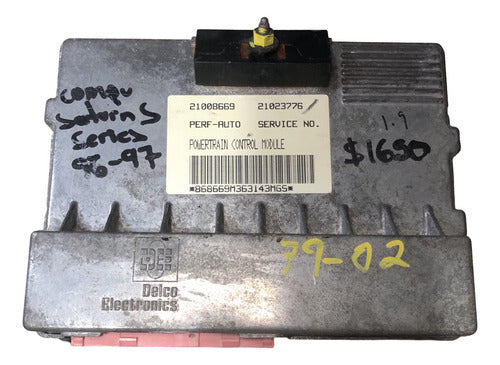 compu
Saturn S
Series
96-97
21008669 21023776
PERF-AUTO SERVICE NO.
POWERTRAIN CONTROL MODULE
*868669M363143M65*
1.9
$1650
79-02
Delco
Electronics